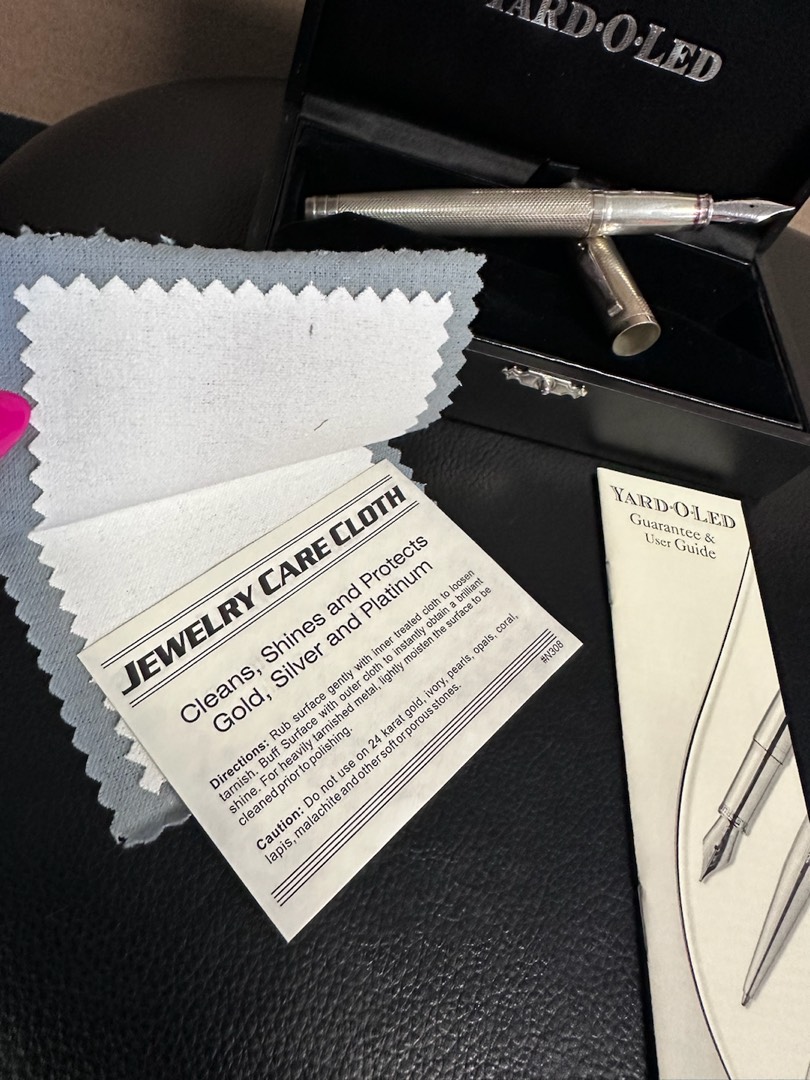 YARD·O·LED
YARD·O·LED
Guarantee &
User Guide
JEWELRY CARE CLOTH
Cleans, Shines and Protects
Gold, Silver and Platinum
Directions: Rub surface gently with inner treated cloth to loosen
tarnish. Buff Surface with outer cloth to instantly obtain a brilliant
shine. For heavily tarnished metal, lightly moisten the surface to be
cleaned prior to polishing.
Caution: Do not use on 24 karat gold, ivory, pearls, opals, coral,
lapis, malachite and other soft or porous stones.
#N308